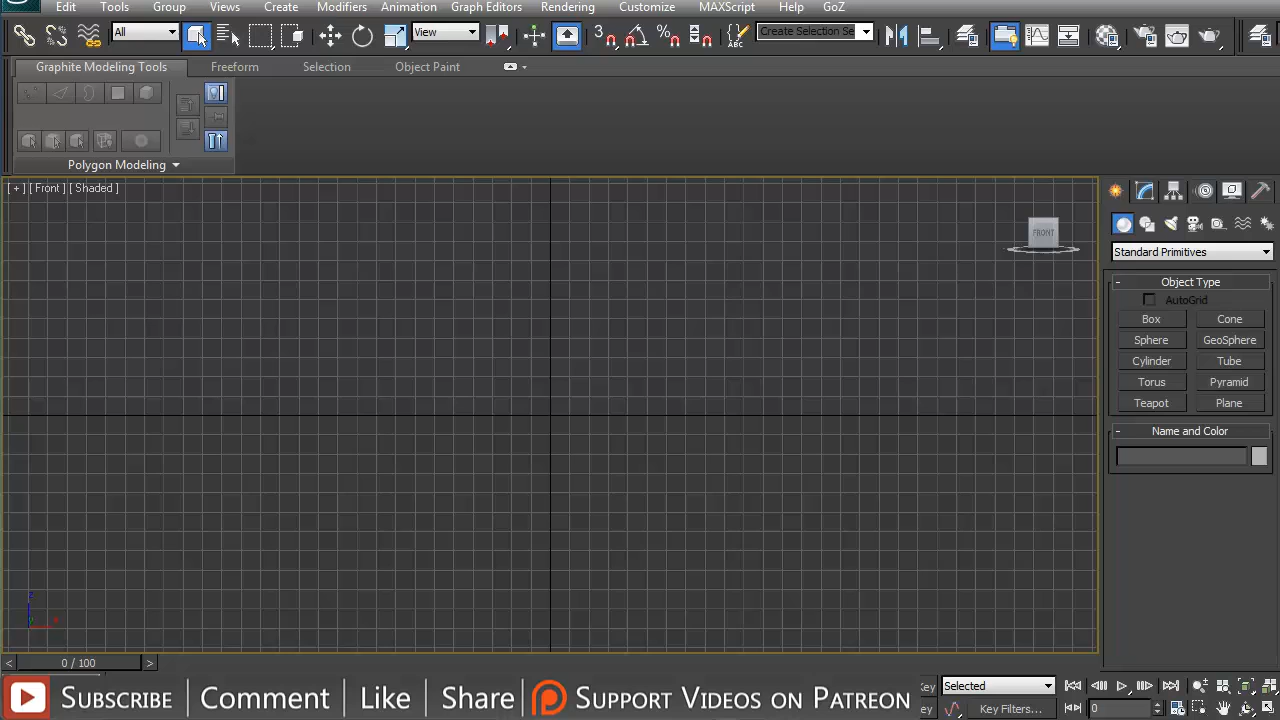 Edit Tools Group Views Create Modifiers Animation Graph Editors Rendering Customize MAXScript Help GoZ
All View 3 Create Selection Se
Graphite Modeling Tools Freeform Selection Object Paint
Polygon Modeling
[ + ] [ Front ] [ Shaded ]
FRONT
Standard Primitives
- Object Type
AutoGrid
Box Cone
Sphere GeoSphere
Cylinder Tube
Torus Pyramid
Teapot Plane
- Name and Color
z
x
< 0 / 100 >
Subscribe Comment Like Share Support Videos on Patreon
Key Selected
Key Filters... 0